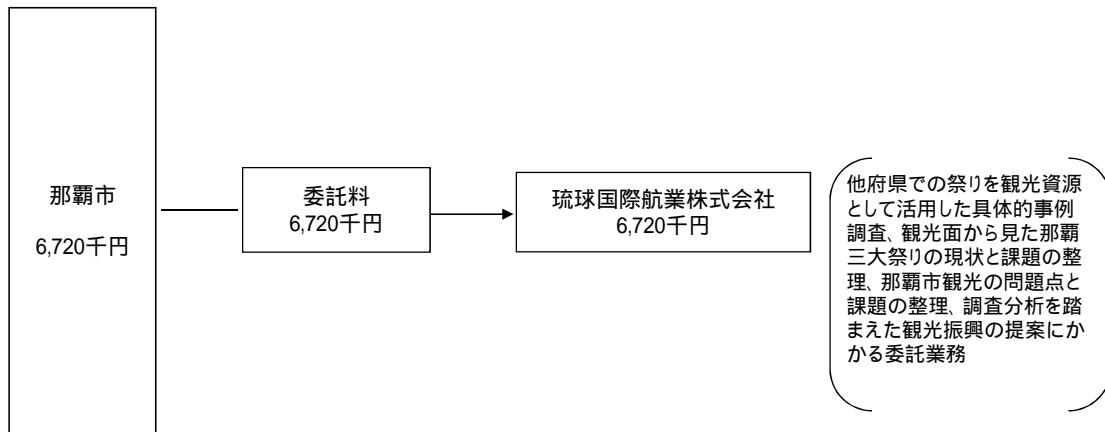 那覇市
6,720千円
委託料
6,720千円
琉球国際航業株式会社
6,720千円
他府県での祭りを観光資源
として活用した具体的事例
調査、観光面から見た那覇
三大祭りの現状と課題の整
理、那覇市観光の問題点と
課題の整理、調査分析を踏
まえた観光振興の提案にか
かる委託業務